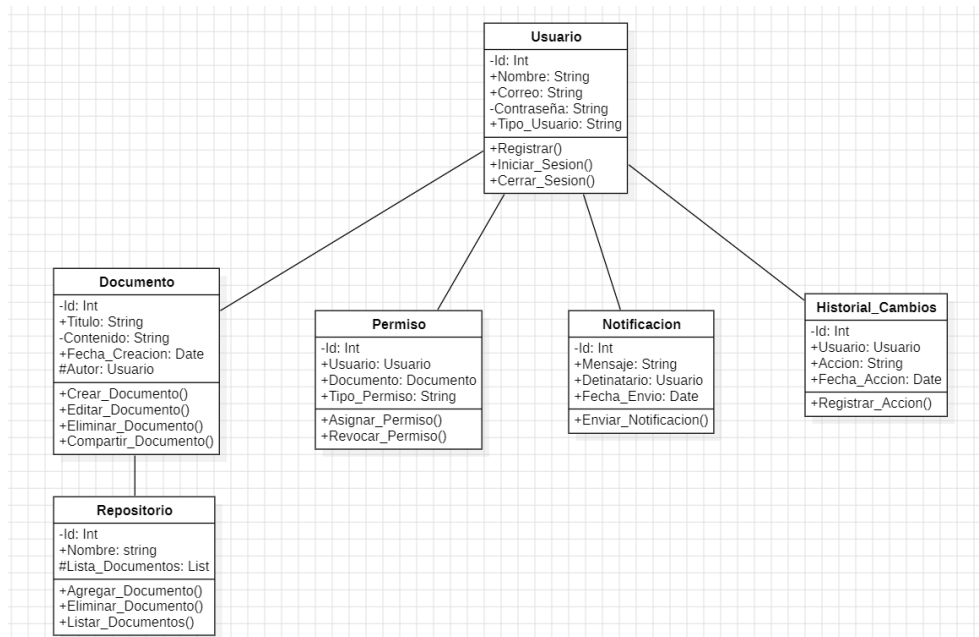 Usuario
-Id: Int
+Nombre: String
+Correo: String
-Contraseña: String
+Tipo_Usuario: String
+Registrar()
+Iniciar_Sesion()
+Cerrar_Sesion()
Documento
-Id: Int
+Titulo: String
-Contenido: String
+Fecha_Creacion: Date
#Autor: Usuario
+Crear_Documento()
+Editar_Documento()
+Eliminar_Documento()
+Compartir_Documento()
Permiso
-Id: Int
+Usuario: Usuario
+Documento: Documento
+Tipo_Permiso: String
+Asignar_Permiso()
+Revocar_Permiso()
Notificacion
-Id: Int
+Mensaje: String
+Detinatario: Usuario
+Fecha_Envio: Date
+Enviar_Notificacion()
Historial_Cambios
-Id: Int
+Usuario: Usuario
+Accion: String
+Fecha_Accion: Date
+Registrar_Accion()
Repositorio
-Id: Int
+Nombre: string
#Lista_Documentos: List
+Agregar_Documento()
+Eliminar_Documento()
+Listar_Documentos()